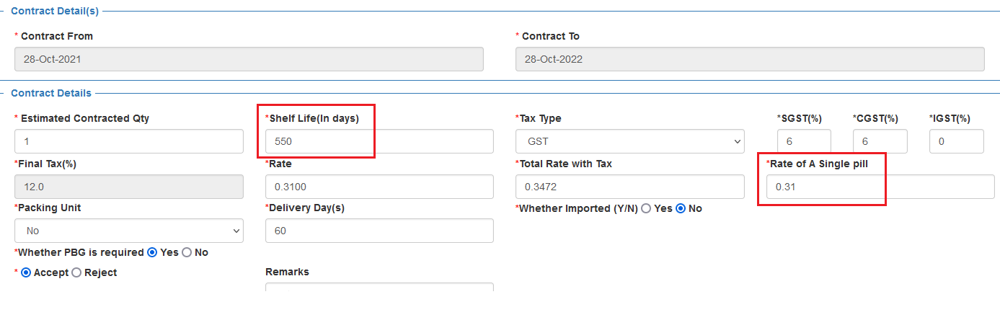 Contract Detail(s)
* Contract From * Contract To
28-Oct-2021 28-Oct-2022
Contract Details
* Estimated Contracted Qty *Shelf Life(In days) *Tax Type *SGST(%) *CGST(%) *IGST(%)
1 550 GST 6 6 0
*Final Tax(%) *Rate *Total Rate with Tax *Rate of A Single pill
12.0 0.3100 0.3472 0.31
*Packing Unit *Delivery Day(s) *Whether Imported (Y/N) Yes No
No 60
*Whether PBG is required Yes No
* Accept Reject Remarks